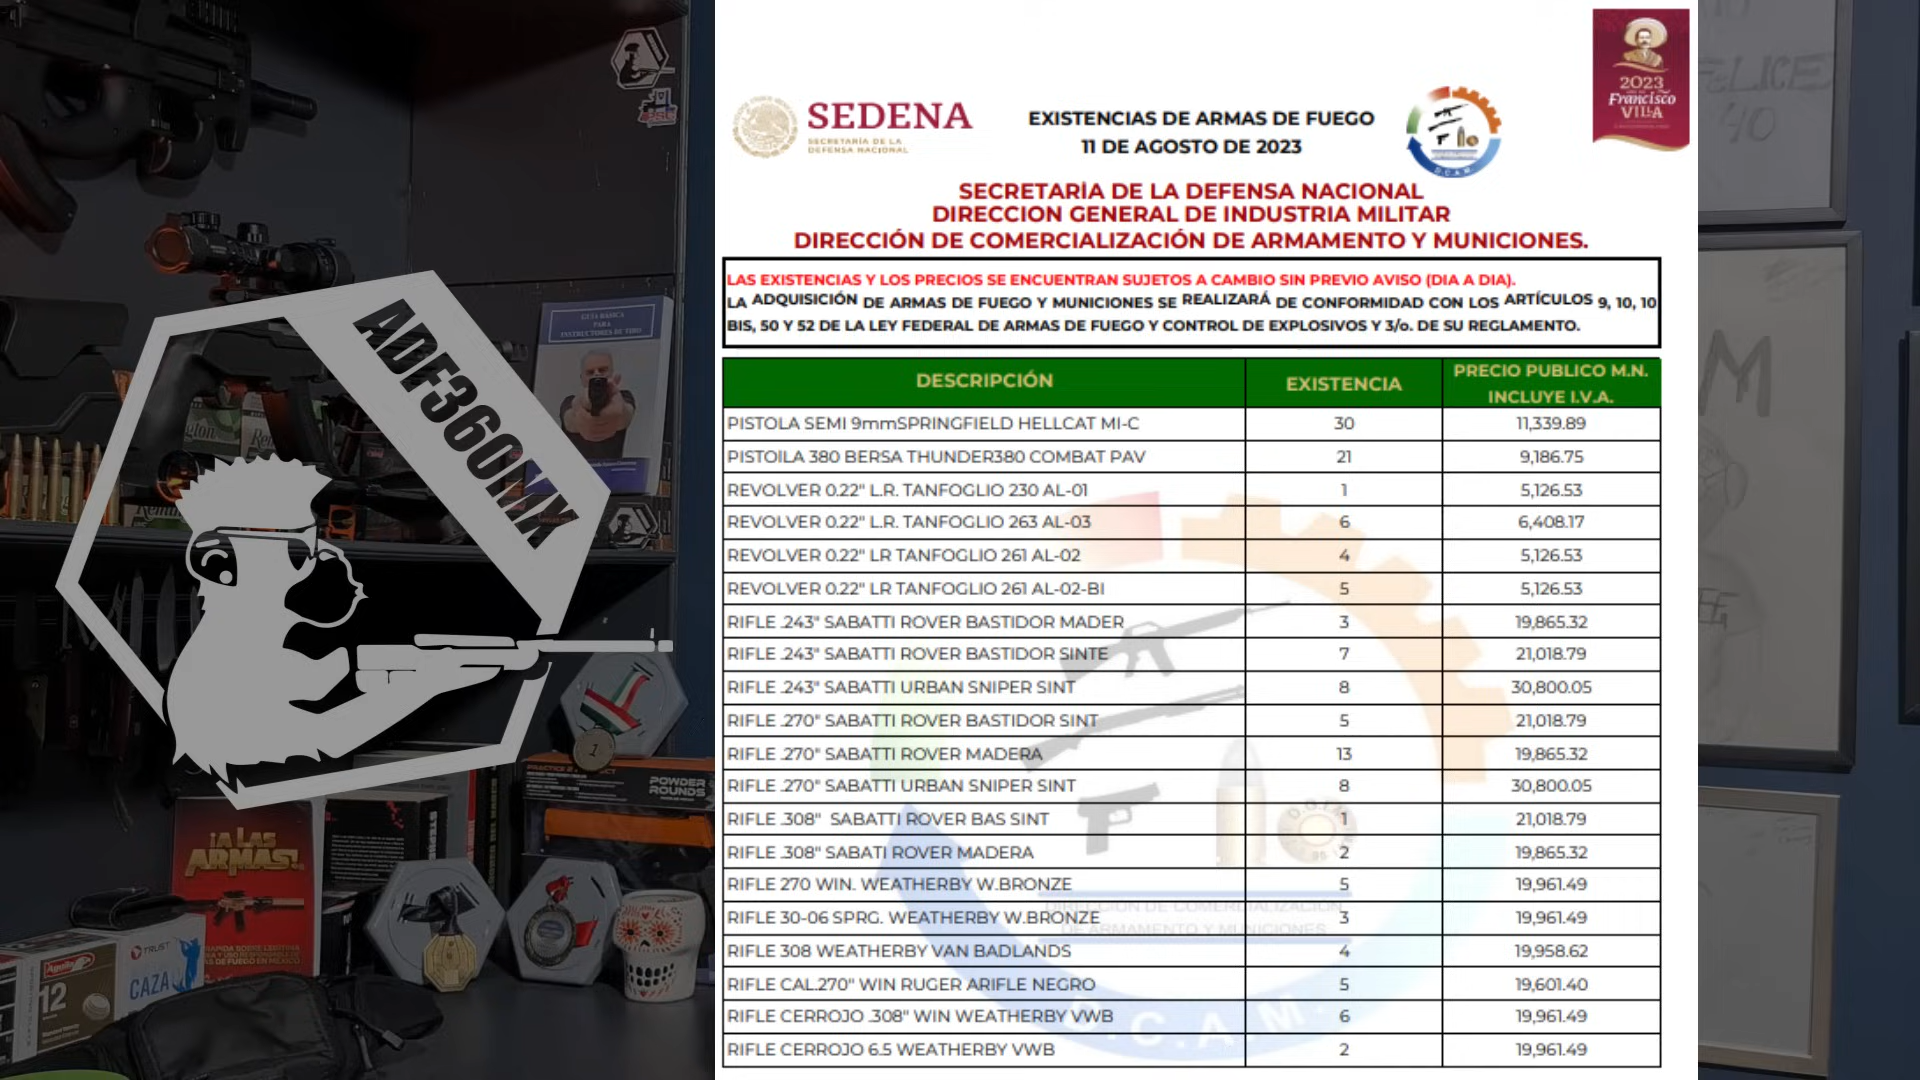 ADF360MX
GUÍA BÁSICA
PARA
INSTRUCTORES DE TIRO
¡A LAS
ARMAS!
POWDER
ROUNDS
TRUST
CAZA
Aguila
12
2023
Francisco
VILLA
SEDENA
SECRETARÍA DE LA
DEFENSA NACIONAL
EXISTENCIAS DE ARMAS DE FUEGO
11 DE AGOSTO DE 2023
D.C.A.M.
SECRETARÍA DE LA DEFENSA NACIONAL
DIRECCION GENERAL DE INDUSTRIA MILITAR
DIRECCIÓN DE COMERCIALIZACIÓN DE ARMAMENTO Y MUNICIONES.
LAS EXISTENCIAS Y LOS PRECIOS SE ENCUENTRAN SUJETOS A CAMBIO SIN PREVIO AVISO (DIA A DIA).
LA ADQUISICIÓN DE ARMAS DE FUEGO Y MUNICIONES SE REALIZARÁ DE CONFORMIDAD CON LOS ARTÍCULOS 9, 10, 10
BIS, 50 Y 52 DE LA LEY FEDERAL DE ARMAS DE FUEGO Y CONTROL DE EXPLOSIVOS Y 3/o. DE SU REGLAMENTO.
DESCRIPCIÓN EXISTENCIA PRECIO PUBLICO M.N.
INCLUYE I.V.A.
PISTOLA SEMI 9mmSPRINGFIELD HELLCAT MI-C 30 11,339.89
PISTOILA 380 BERSA THUNDER380 COMBAT PAV 21 9,186.75
REVOLVER 0.22" L.R. TANFOGLIO 230 AL-01 1 5,126.53
REVOLVER 0.22" L.R. TANFOGLIO 263 AL-03 6 6,408.17
REVOLVER 0.22" LR TANFOGLIO 261 AL-02 4 5,126.53
REVOLVER 0.22" LR TANFOGLIO 261 AL-02-BI 5 5,126.53
RIFLE .243" SABATTI ROVER BASTIDOR MADER 3 19,865.32
RIFLE .243" SABATTI ROVER BASTIDOR SINTE 7 21,018.79
RIFLE .243" SABATTI URBAN SNIPER SINT 8 30,800.05
RIFLE .270" SABATTI ROVER BASTIDOR SINT 5 21,018.79
RIFLE .270" SABATTI ROVER MADERA 13 19,865.32
RIFLE .270" SABATTI URBAN SNIPER SINT 8 30,800.05
RIFLE .308" SABATTI ROVER BAS SINT 1 21,018.79
RIFLE .308" SABATI ROVER MADERA 2 19,865.32
RIFLE 270 WIN. WEATHERBY W.BRONZE 5 19,961.49
RIFLE 30-06 SPRG. WEATHERBY W.BRONZE 3 19,961.49
RIFLE 308 WEATHERBY VAN BADLANDS 4 19,958.62
RIFLE CAL.270" WIN RUGER ARIFLE NEGRO 5 19,601.40
RIFLE CERROJO .308" WIN WEATHERBY VWB 6 19,961.49
RIFLE CERROJO 6.5 WEATHERBY VWB 2 19,961.49
DIRECCIÓN DE COMERCIALIZACIÓN
DE ARMAMENTO Y MUNICIONES
D.C.A.M.